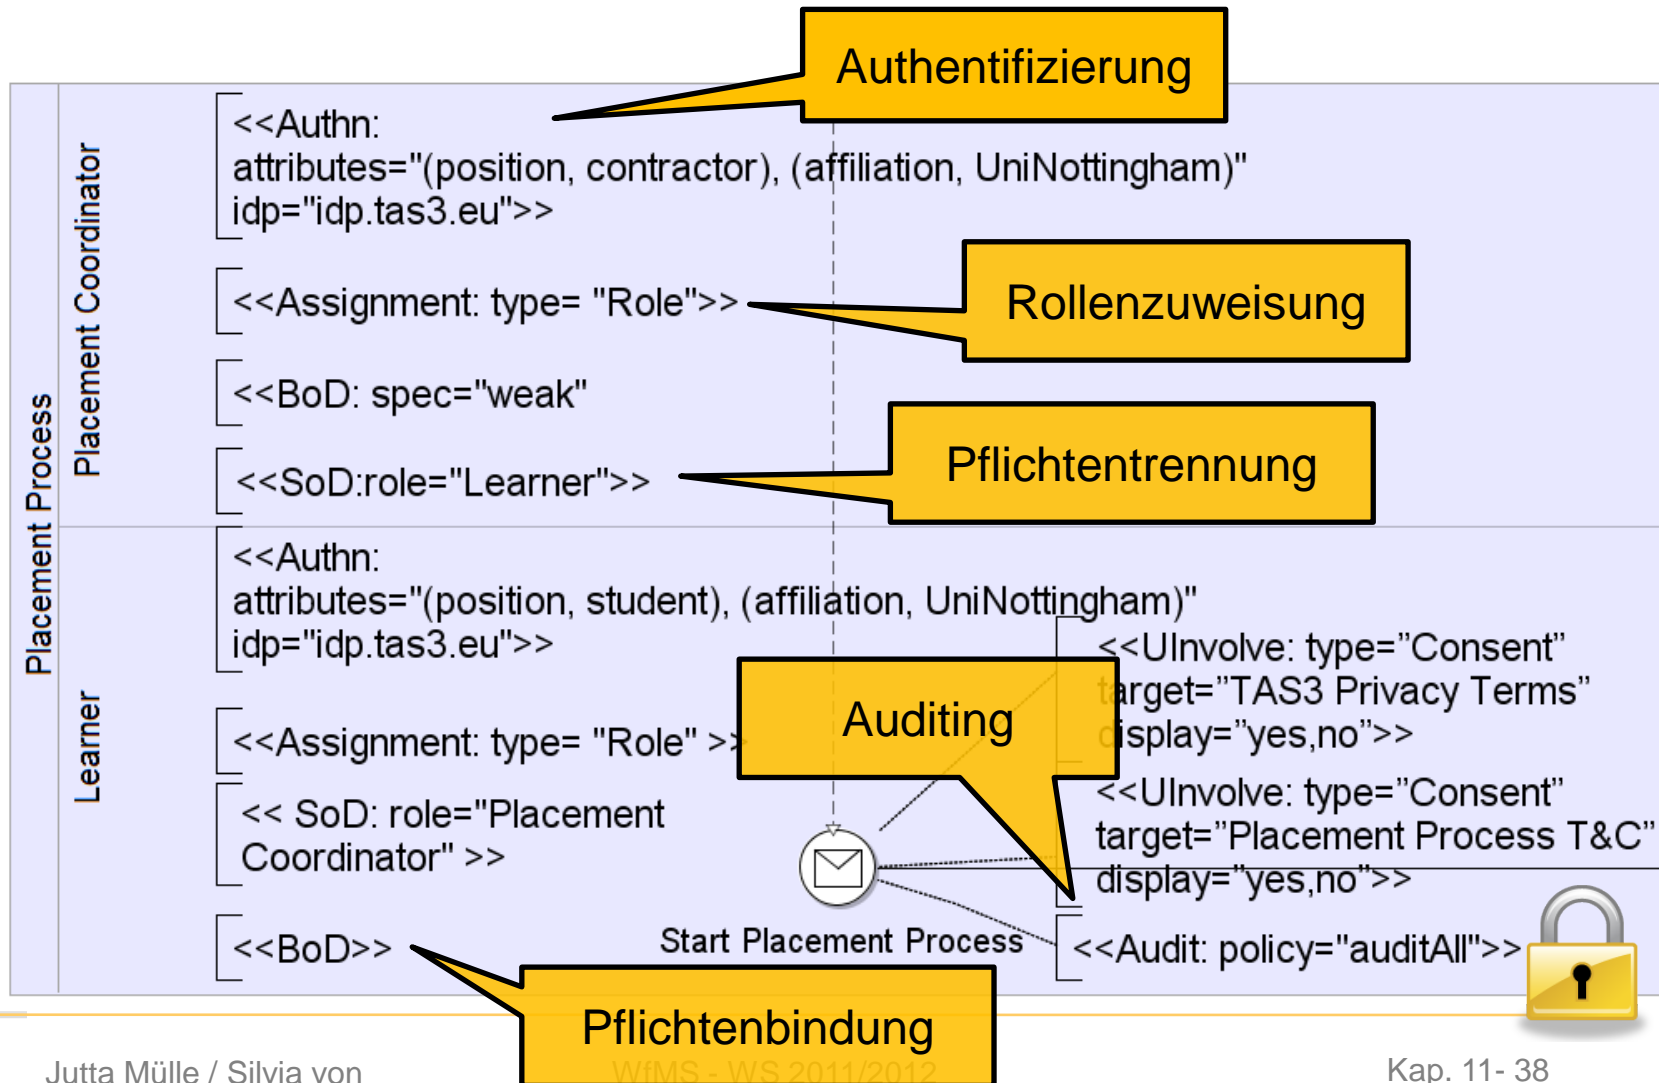 Authentifizierung
Placement Process
Placement Coordinator
<<Authn:
attributes="(position, contractor), (affiliation, UniNottingham)"
idp="idp.tas3.eu">>
<<Assignment: type= "Role">>
Rollenzuweisung
<<BoD: spec="weak"
<<SoD:role="Learner">>
Pflichtentrennung
Learner
<<Authn:
attributes="(position, student), (affiliation, UniNottingham)"
idp="idp.tas3.eu">>
<<UInvolve: type=”Consent”
target=”TAS3 Privacy Terms”
display=”yes,no”>>
Auditing
<<Assignment: type= "Role" >>
<<UInvolve: type=”Consent”
target=”Placement Process T&C”
display=”yes,no”>>
<< SoD: role="Placement
Coordinator" >>
<<BoD>>
Start Placement Process
<<Audit: policy="auditAll">>
Pflichtenbindung
Jutta Mülle / Silvia von
WfMS - WS 2011/2012
Kap. 11- 38